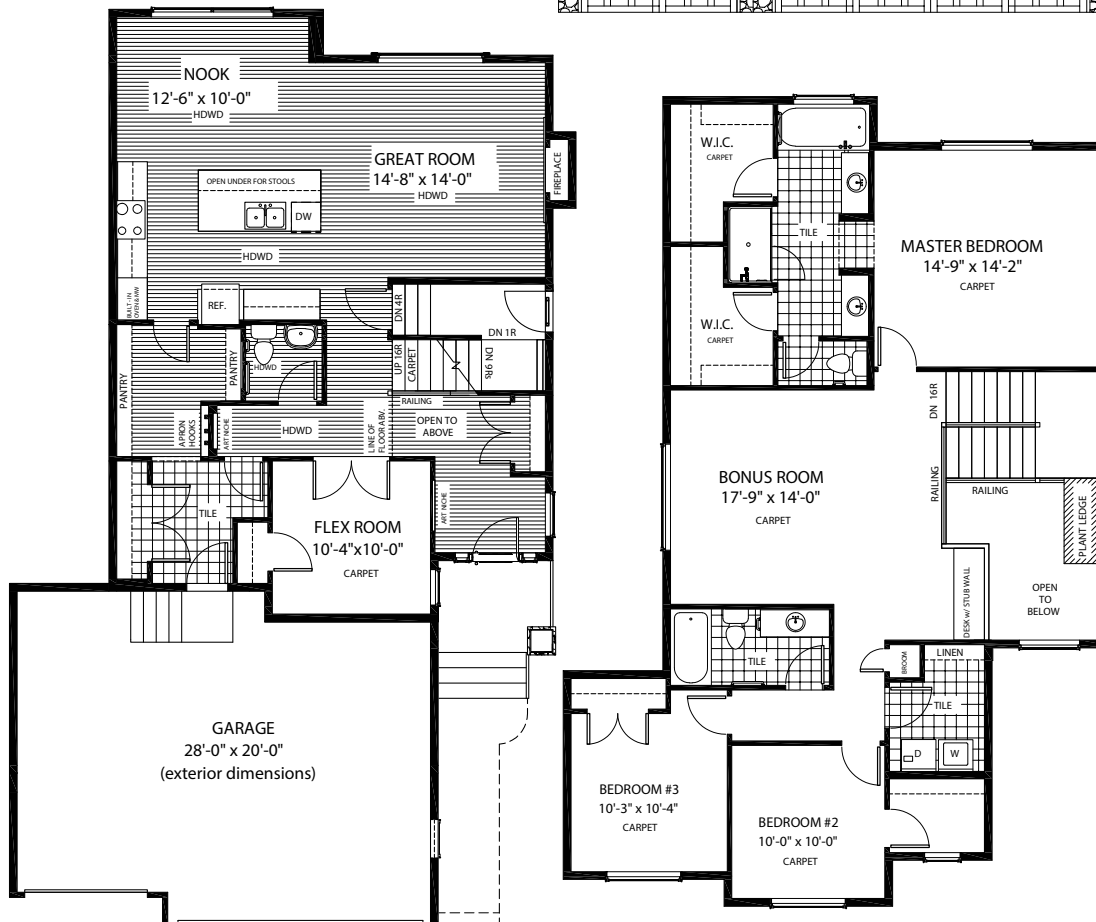 NOOK
12'-6" x 10'-0"
HDWD
GREAT ROOM
14'-8" x 14'-0"
HDWD
FIREPLACE
OPEN UNDER FOR STOOLS
DW
HDWD
BUILT-IN
OVEN & MW
REF.
DN 4R
DN 1R
PANTRY
PANTRY
HDWD
UP 16R
CARPET
DN 9Rs
RAILING
APRON
HOOKS
ART NICHE
HDWD
LINE OF
FLOOR ABV.
OPEN TO
ABOVE
TILE
FLEX ROOM
10'-4"x10'-0"
CARPET
ART NICHE
GARAGE
28'-0" x 20'-0"
(exterior dimensions)
W.I.C.
CARPET
TILE
MASTER BEDROOM
14'-9" x 14'-2"
CARPET
W.I.C.
CARPET
DN 16R
BONUS ROOM
17'-9" x 14'-0"
CARPET
RAILING
RAILING
PLANT LEDGE
DESK w/ STUB WALL
OPEN
TO
BELOW
TILE
BROOM
LINEN
TILE
D
W
BEDROOM #3
10'-3" x 10'-4"
CARPET
BEDROOM #2
10'-0" x 10'-0"
CARPET